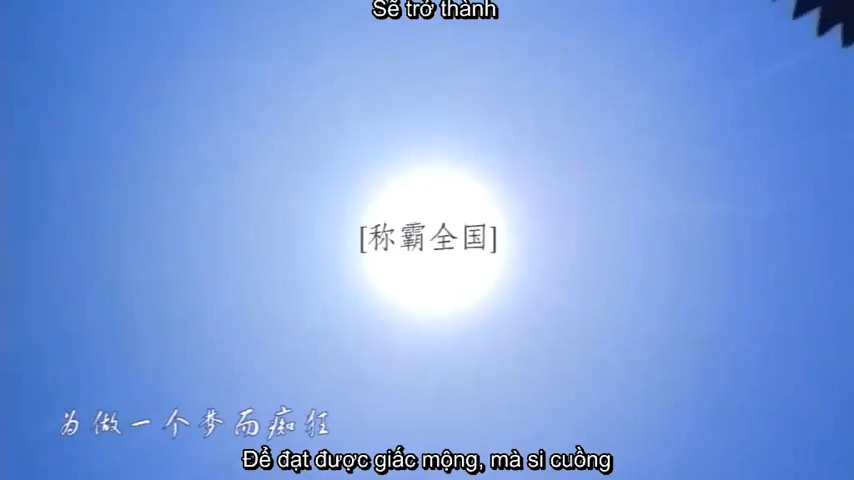 Sẽ trở thành
[称霸全国]
为做一个梦而痴狂
Để đạt được giấc mộng, mà si cuồng